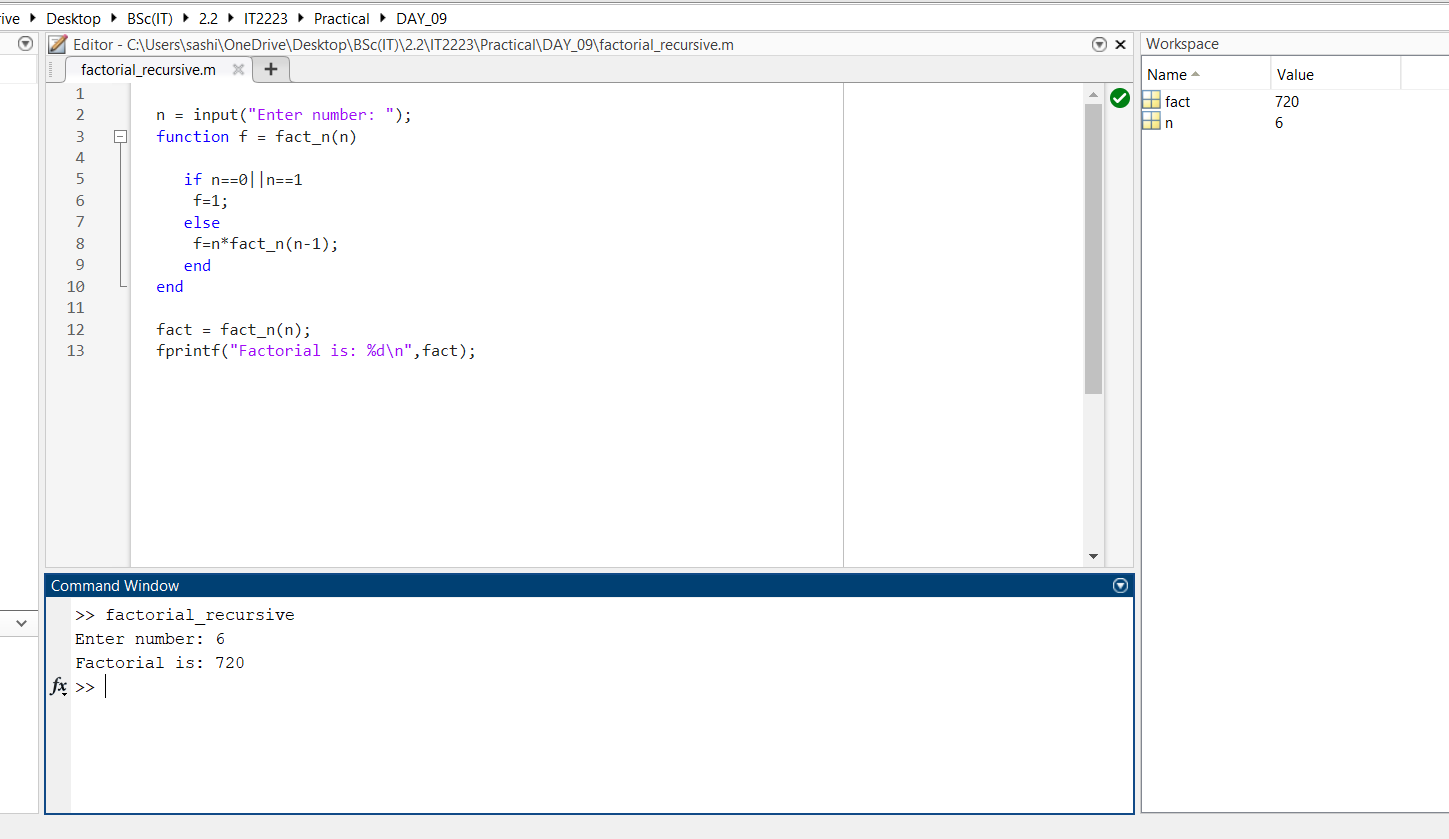 ive Desktop BSc(IT) 2.2 IT2223 Practical DAY_09
Editor - C:\Users\sashi\OneDrive\Desktop\BSc(IT)\2.2\IT2223\Practical\DAY_09\factorial_recursive.m
factorial_recursive.m
1
2 n = input("Enter number: ");
3 function f = fact_n(n)
4
5 if n==0||n==1
6 f=1;
7 else
8 f=n*fact_n(n-1);
9 end
10 end
11
12 fact = fact_n(n);
13 fprintf("Factorial is: %d\n",fact);
Command Window
>> factorial_recursive
Enter number: 6
Factorial is: 720
fx >>
Workspace
Name Value
fact 720
n 6